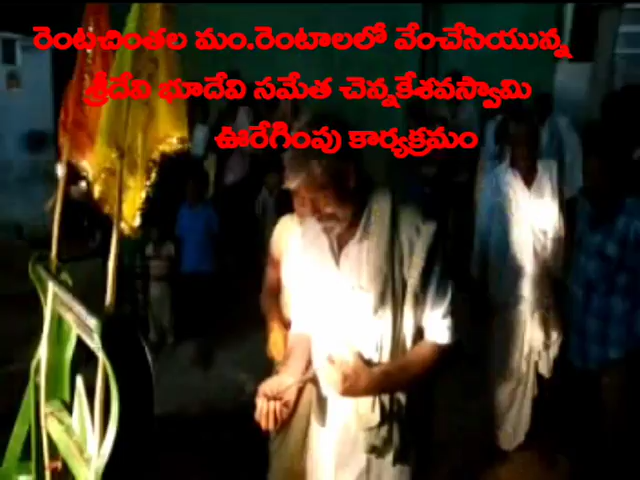 రెంటచింతల మం.రెంటాలలో వేంచేసియున్న
శ్రీదేవి భూదేవి సమేత చెన్నకేశవస్వామి
ఊరేగింపు కార్యక్రమం